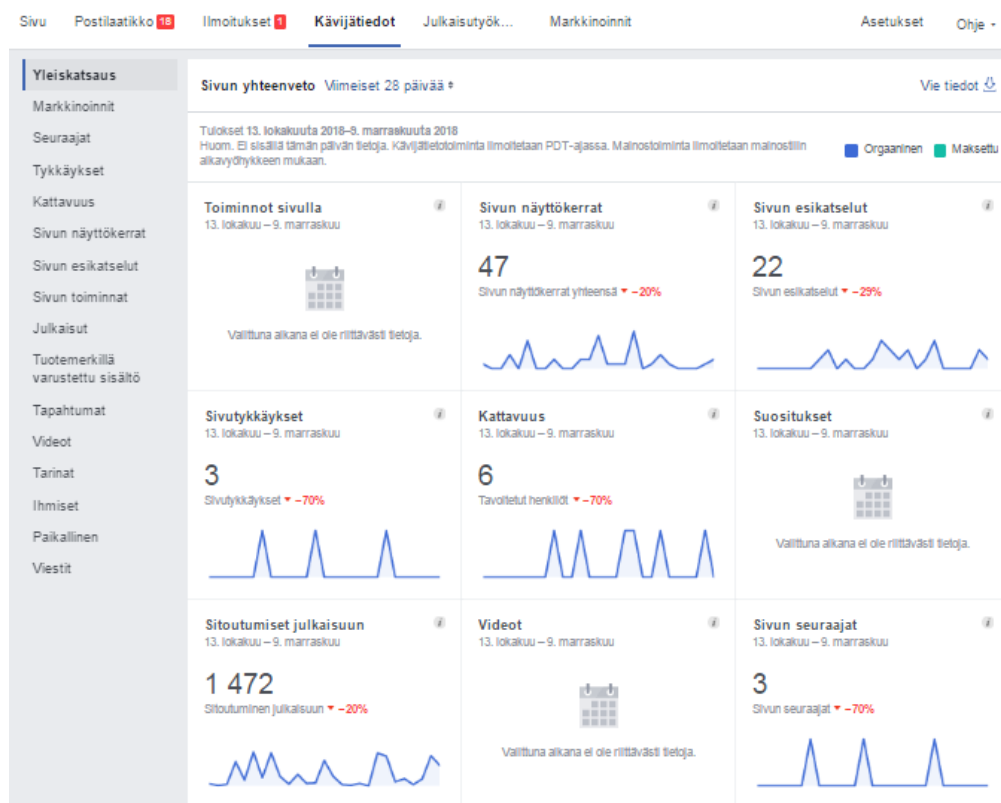 Sivu Postilaatikko 18 Ilmoitukset 1 Kävijätiedot Julkaisutyök... Markkinoinnit Asetukset Ohje
Yleiskatsaus
Markkinoinnit
Seuraajat
Tykkäykset
Kattavuus
Sivun näyttökerrat
Sivun esikatselut
Sivun toiminnat
Julkaisut
Tuotemerkillä
varustettu sisältö
Tapahtumat
Videot
Tarinat
Ihmiset
Paikallinen
Viestit
Sivun yhteenveto Viimeiset 28 päivää
Vie tiedot
Tulokset 13. lokakuuta 2018–9. marraskuuta 2018
Huom. Ei sisällä tämän päivän tietoja. Kävijätietotoiminta ilmoitetaan PDT-ajassa. Mainostoiminta ilmoitetaan mainostilin
aikavyöhykkeen mukaan.
Orgaaninen Maksettu
Toiminnot sivulla
13. lokakuu – 9. marraskuu
Valittuna aikana ei ole riittävästi tietoja.
Sivun näyttökerrat
13. lokakuu – 9. marraskuu
47
Sivun näyttökerrat yhteensä ▼ –20%
Sivun esikatselut
13. lokakuu – 9. marraskuu
22
Sivun esikatselut ▼ –29%
Sivutykkäykset
13. lokakuu – 9. marraskuu
3
Sivutykkäykset ▼ –70%
Kattavuus
13. lokakuu – 9. marraskuu
6
Tavoitetut henkilöt ▼ –70%
Suositukset
13. lokakuu – 9. marraskuu
Valittuna aikana ei ole riittävästi tietoja.
Sitoutumiset julkaisuun
13. lokakuu – 9. marraskuu
1 472
Sitoutuminen julkaisuun ▼ –20%
Videot
13. lokakuu – 9. marraskuu
Valittuna aikana ei ole riittävästi tietoja.
Sivun seuraajat
13. lokakuu – 9. marraskuu
3
Sivun seuraajat ▼ –70%